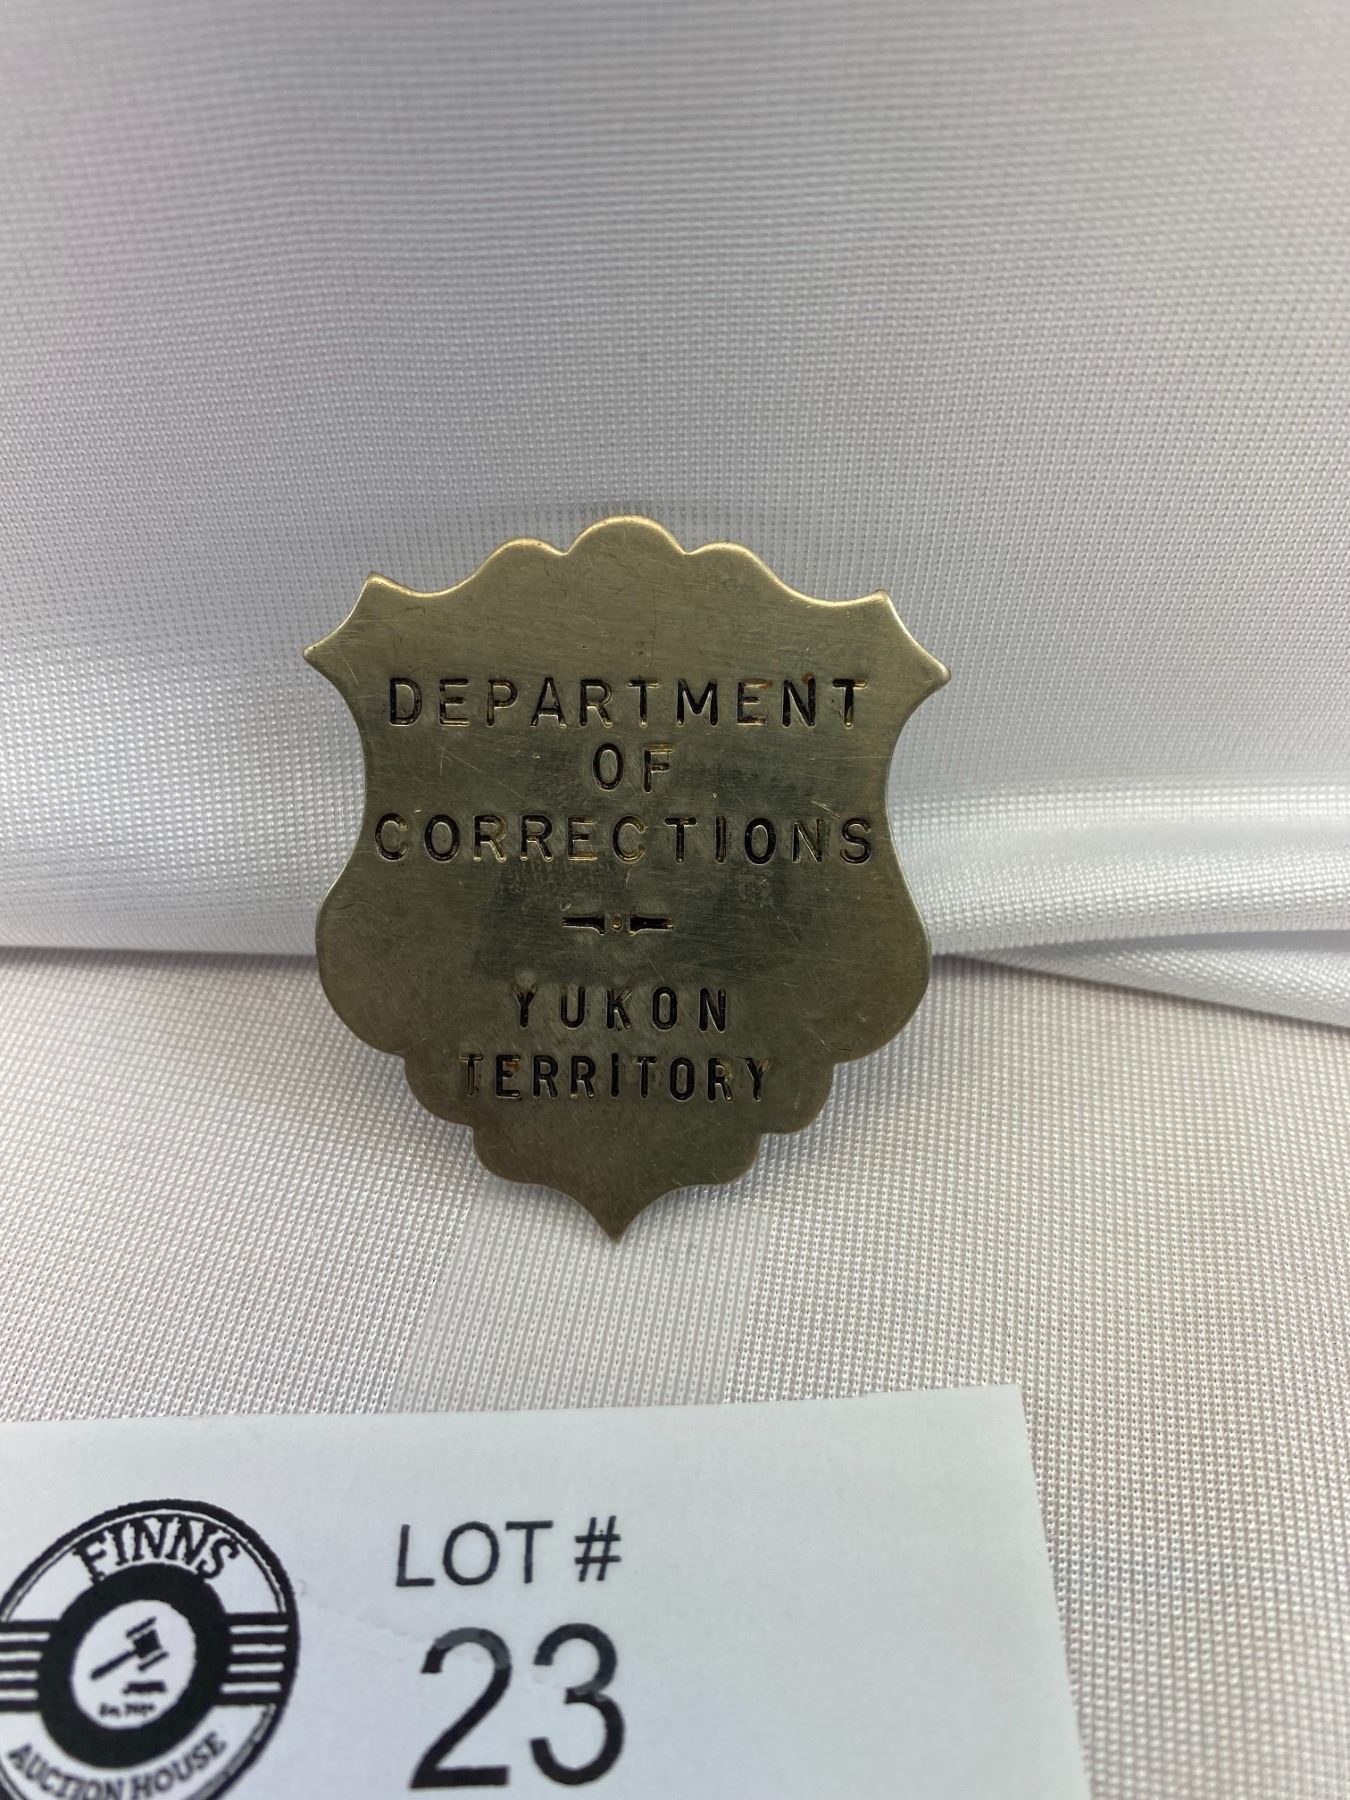 DEPARTMENT
OF
CORRECTIONS
YUKON
TERRITORY
FINNS
AUCTION HOUSE
LOT #
23